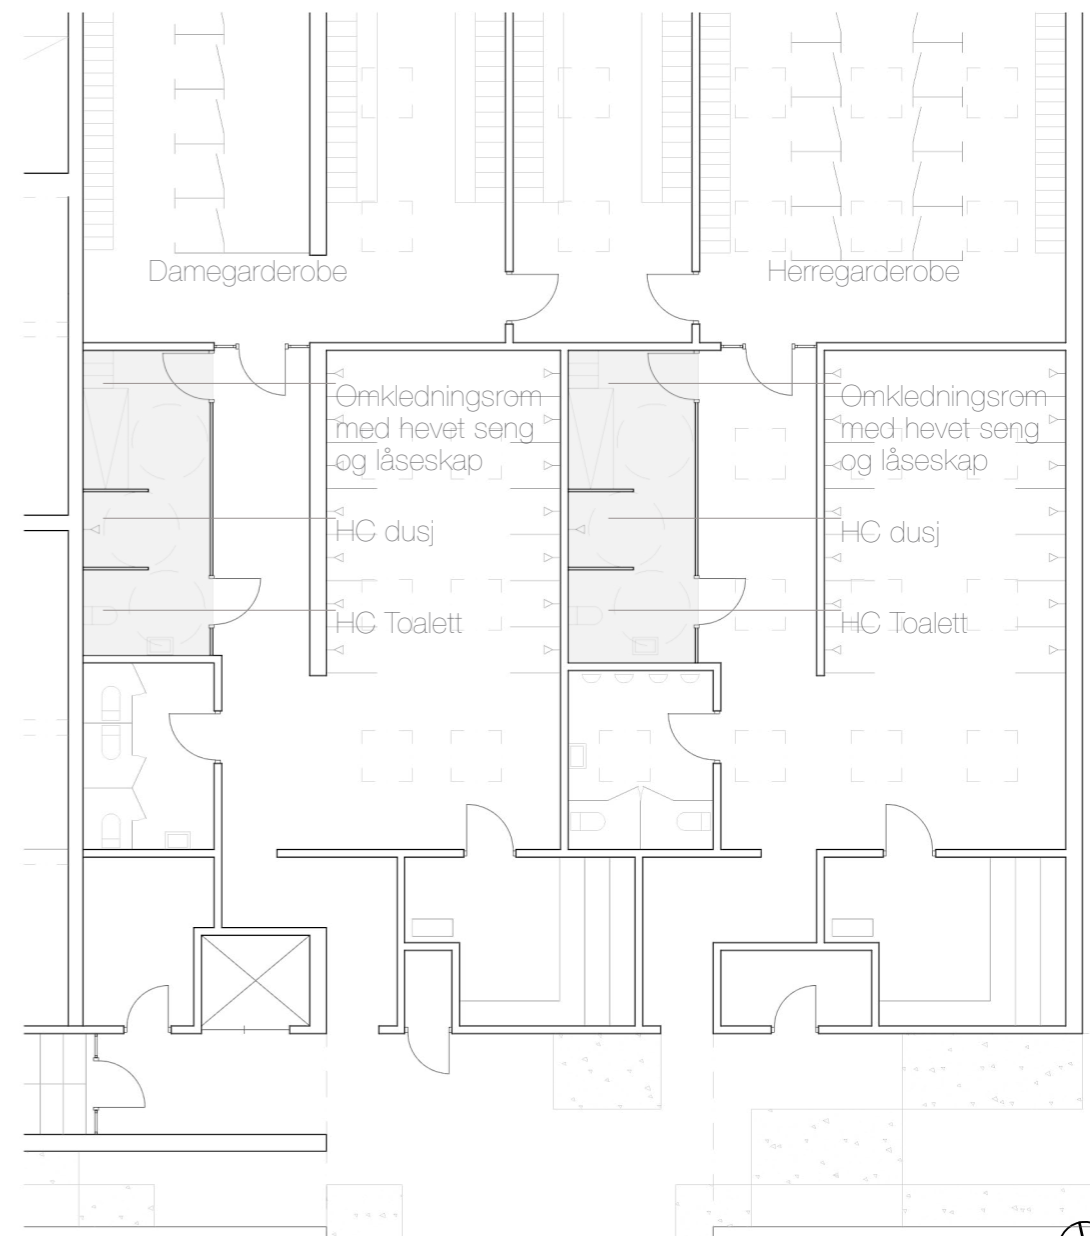 Damegarderobe
Herregarderobe
Omkledningsrom
med hevet seng
og låseskap
HC dusj
HC Toalett
Omkledningsrom
med hevet seng
og låseskap
HC dusj
HC Toalett